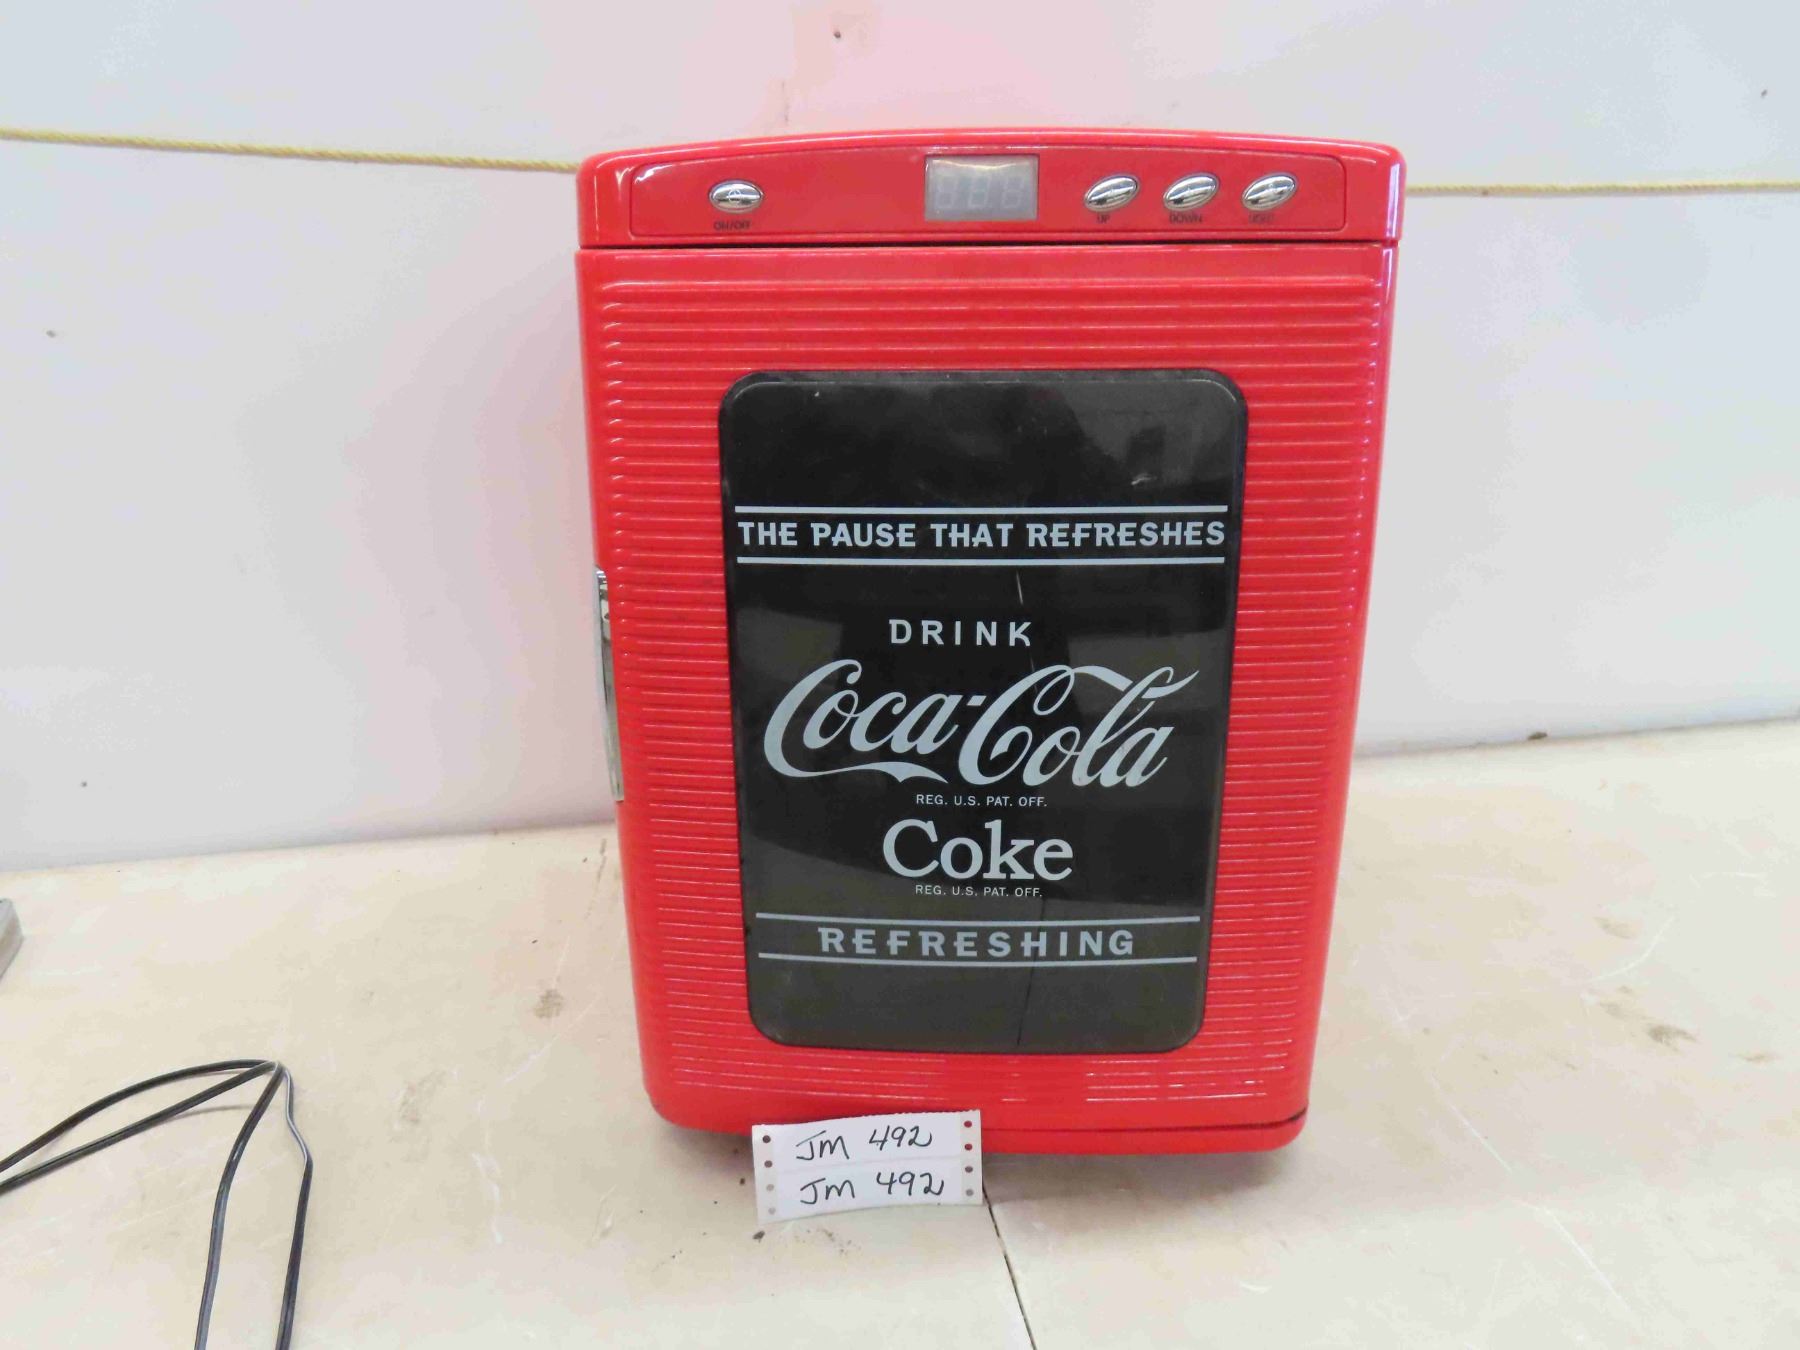 ON/OFF
UP DOWN
THE PAUSE THAT REFRESHES
DRINK
Coca-Cola
REG. U.S. PAT. OFF.
Coke
REG. U.S. PAT. OFF.
REFRESHING
Jm 492
Jm 492